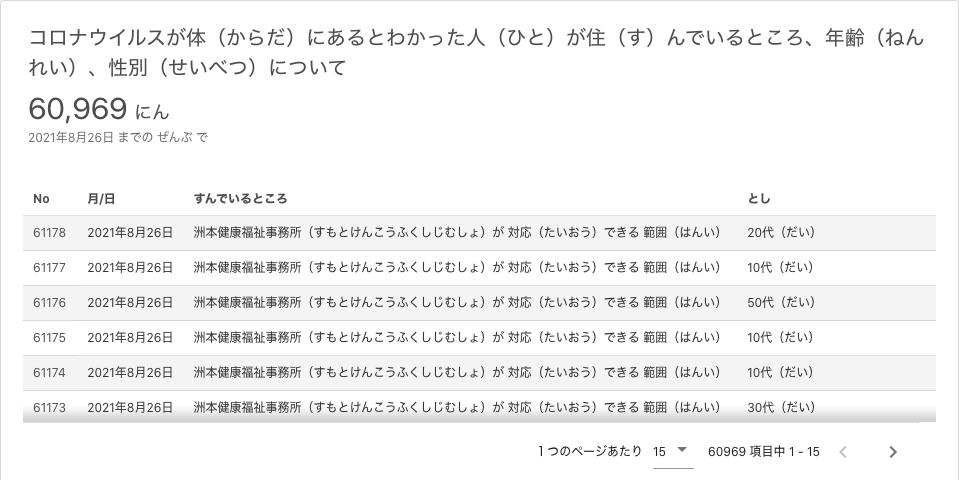 コロナウイルスが体（からだ）にあるとわかった人（ひと）が住（す）んでいるところ、年齢（ねん
れい）、性別（せいべつ）について
60,969 にん
2021年8月26日 までの ぜんぶ で
No 月/日 すんでいるところ とし
61178 2021年8月26日 洲本健康福祉事務所（すもとけんこうふくしじむしょ）が 対応（たいおう）できる 範囲（はんい） 20代（だい）
61177 2021年8月26日 洲本健康福祉事務所（すもとけんこうふくしじむしょ）が 対応（たいおう）できる 範囲（はんい） 10代（だい）
61176 2021年8月26日 洲本健康福祉事務所（すもとけんこうふくしじむしょ）が 対応（たいおう）できる 範囲（はんい） 50代（だい）
61175 2021年8月26日 洲本健康福祉事務所（すもとけんこうふくしじむしょ）が 対応（たいおう）できる 範囲（はんい） 10代（だい）
61174 2021年8月26日 洲本健康福祉事務所（すもとけんこうふくしじむしょ）が 対応（たいおう）できる 範囲（はんい） 10代（だい）
61173 2021年8月26日 洲本健康福祉事務所（すもとけんこうふくしじむしょ）が 対応（たいおう）できる 範囲（はんい） 30代（だい）
1 つのページあたり 15 60969 項目中 1 - 15